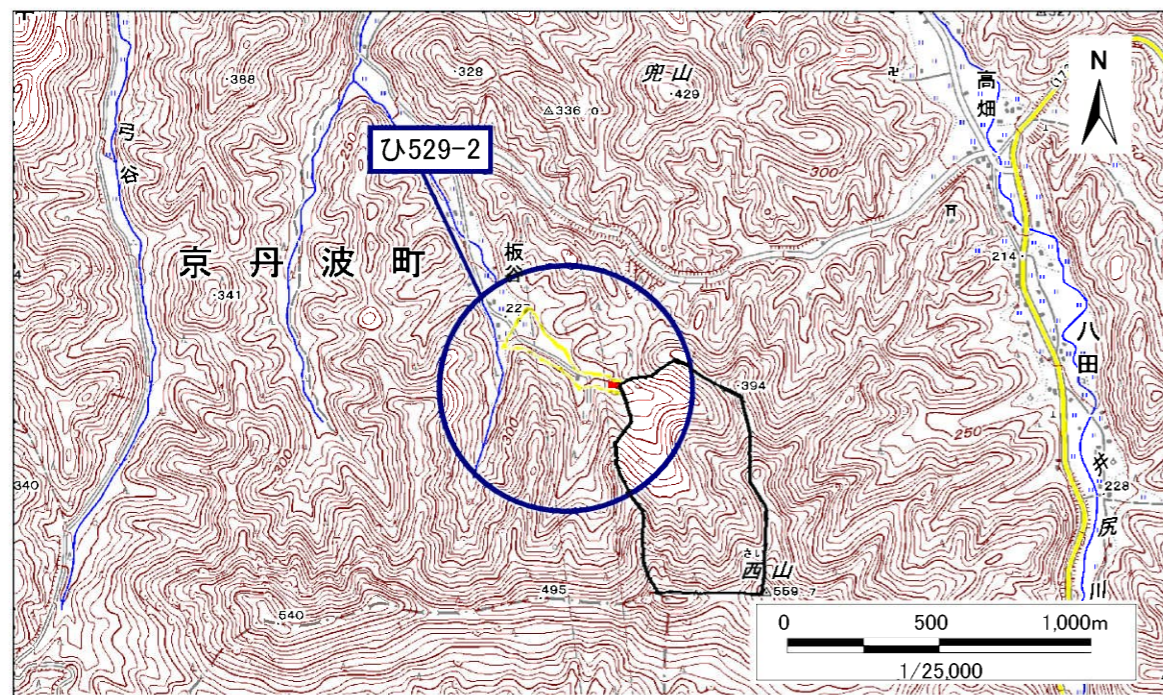 ・388
・328
兜山
・429
△336.0
高畑
N
弓谷
250
ひ529-2
300
京丹波町
板谷
・341
・227
214・
八田
・394
300
250
300
340
・228
井尻川
さい
西山
・495
△559.7
・540
0 500 1,000m
1/25,000